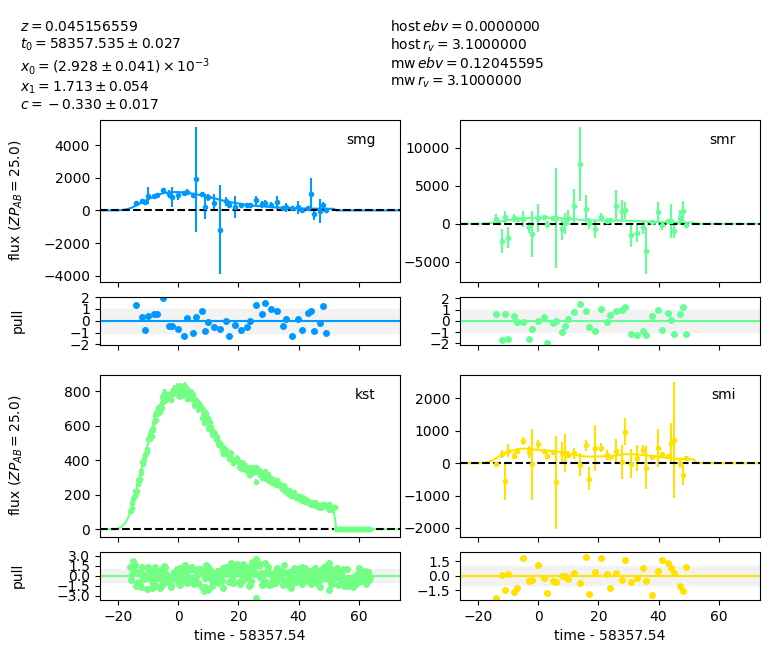 z = 0.045156559
t₀ = 58357.535 ± 0.027
x₀ = (2.928 ± 0.041) × 10⁻³
x₁ = 1.713 ± 0.054
c = −0.330 ± 0.017
host ebv = 0.0000000
host r_v = 3.1000000
mw ebv = 0.12045595
mw r_v = 3.1000000
smg
4000
2000
0
−2000
−4000
flux (ZP_AB = 25.0)
smr
10000
5000
0
−5000
2
1
0
−1
−2
pull
2
1
0
−1
−2
kst
800
600
400
200
0
flux (ZP_AB = 25.0)
smi
2000
1000
0
−1000
−2000
3.0
1.5
0.0
−1.5
−3.0
pull
−20 0 20 40 60
time - 58357.54
1.5
0.0
−1.5
−20 0 20 40 60
time - 58357.54